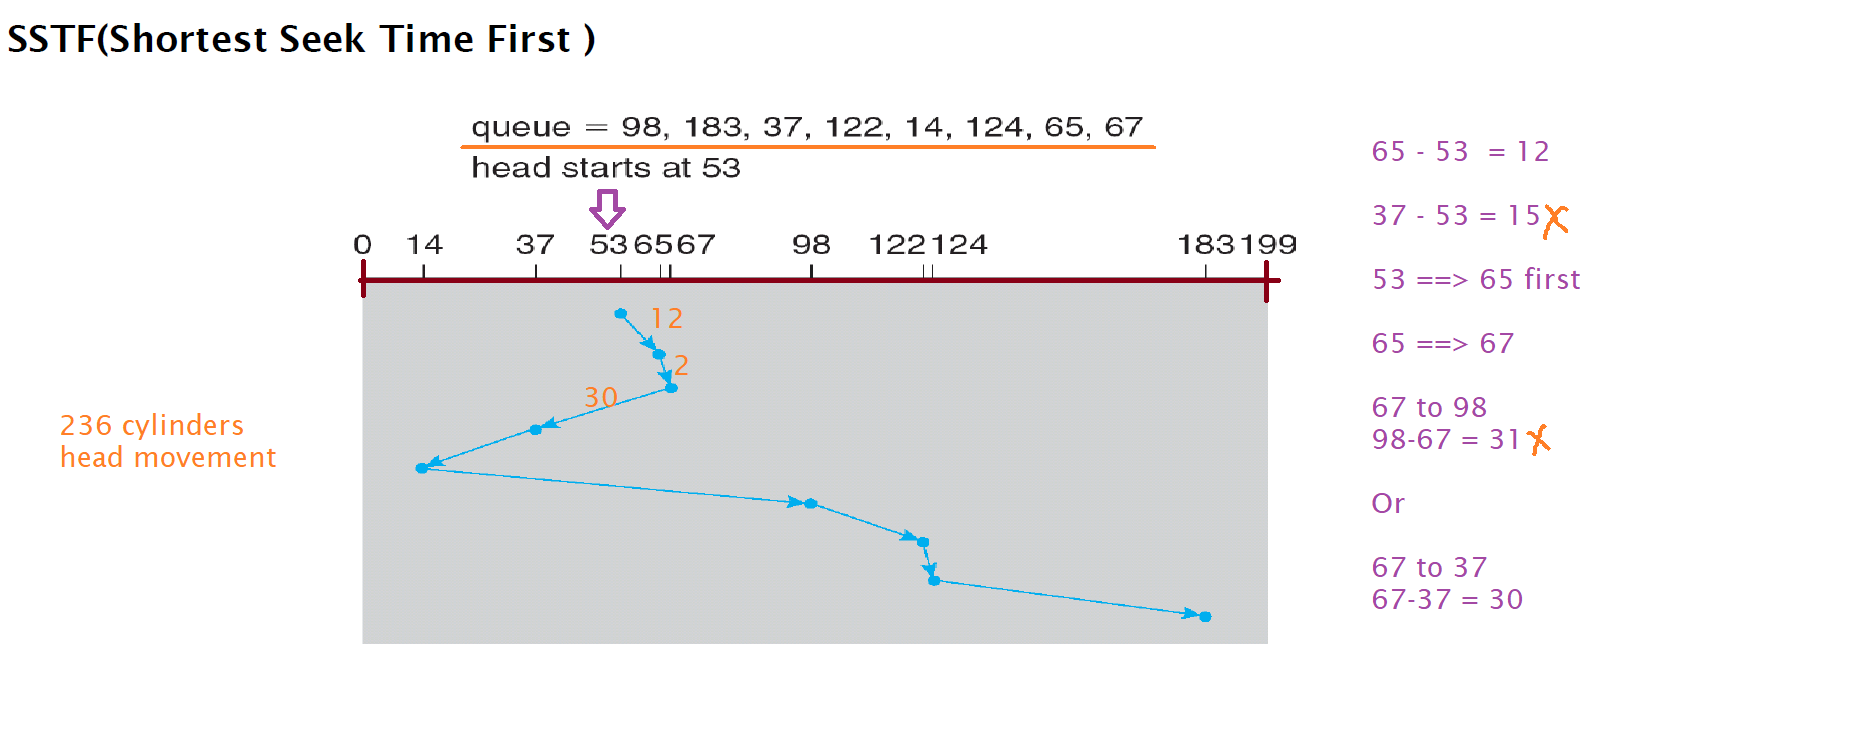 SSTF(Shortest Seek Time First )
queue = 98, 183, 37, 122, 14, 124, 65, 67
head starts at 53
0 14 37 53 65 67 98 122 124 183 199
12
2
30
236 cylinders
head movement
65 - 53 = 12
37 - 53 = 15
53 ==> 65 first
65 ==> 67
67 to 98
98-67 = 31
Or
67 to 37
67-37 = 30